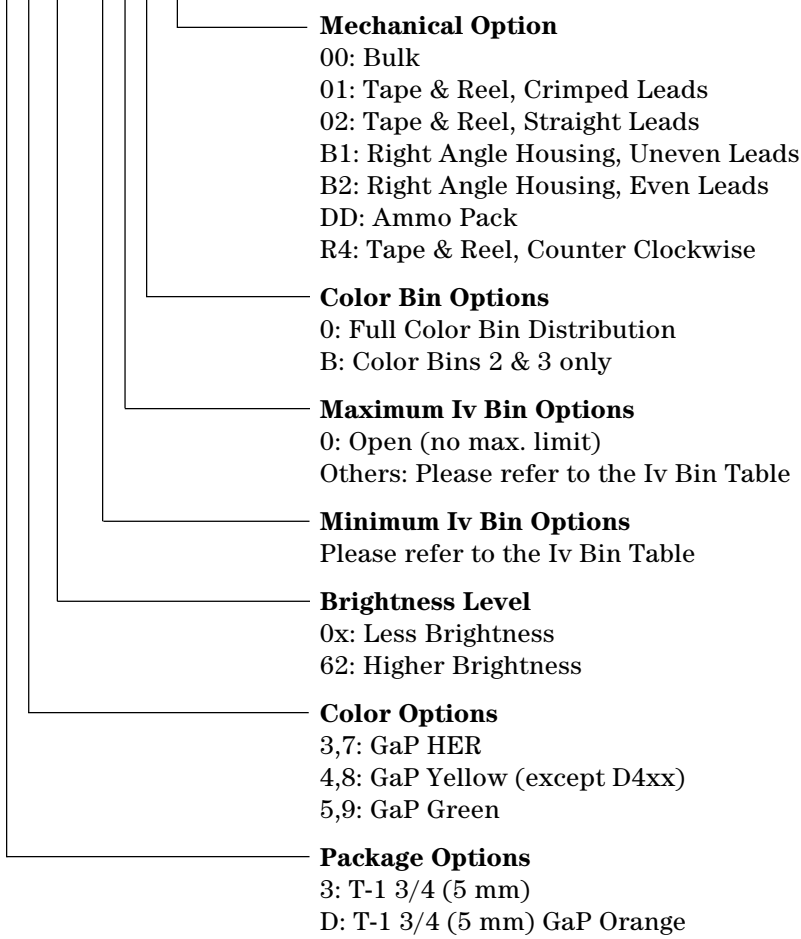 Mechanical Option
00: Bulk
01: Tape & Reel, Crimped Leads
02: Tape & Reel, Straight Leads
B1: Right Angle Housing, Uneven Leads
B2: Right Angle Housing, Even Leads
DD: Ammo Pack
R4: Tape & Reel, Counter Clockwise
Color Bin Options
0: Full Color Bin Distribution
B: Color Bins 2 & 3 only
Maximum Iv Bin Options
0: Open (no max. limit)
Others: Please refer to the Iv Bin Table
Minimum Iv Bin Options
Please refer to the Iv Bin Table
Brightness Level
0x: Less Brightness
62: Higher Brightness
Color Options
3,7: GaP HER
4,8: GaP Yellow (except D4xx)
5,9: GaP Green
Package Options
3: T-1 3/4 (5 mm)
D: T-1 3/4 (5 mm) GaP Orange